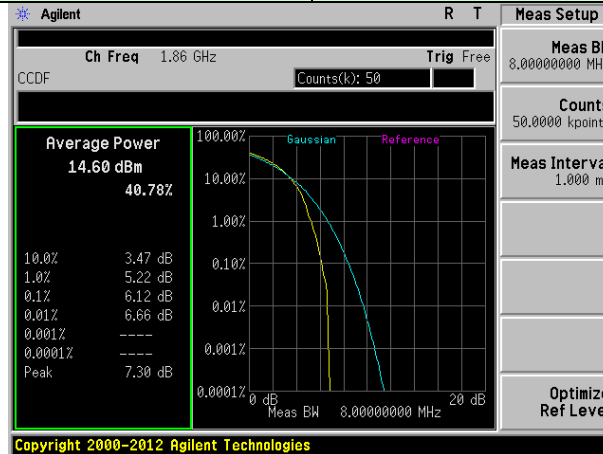 Agilent R T Meas Setup
Ch Freq 1.86 GHz Trig Free
CCDF Counts(k): 50
Meas B
8.00000000 MH
Counts
50.0000 kpoint
Meas Interva
1.000 m
Optimize
Ref Leve
Average Power
14.60 dBm
40.78%
10.0% 3.47 dB
1.0% 5.22 dB
0.1% 6.12 dB
0.01% 6.66 dB
0.001% ----
0.0001% ----
Peak 7.30 dB
Gaussian Reference
100.00%
10.00%
1.00%
0.10%
0.01%
0.001%
0.0001%
0 dB 20 dB
Meas BW 8.00000000 MHz
Copyright 2000-2012 Agilent Technologies